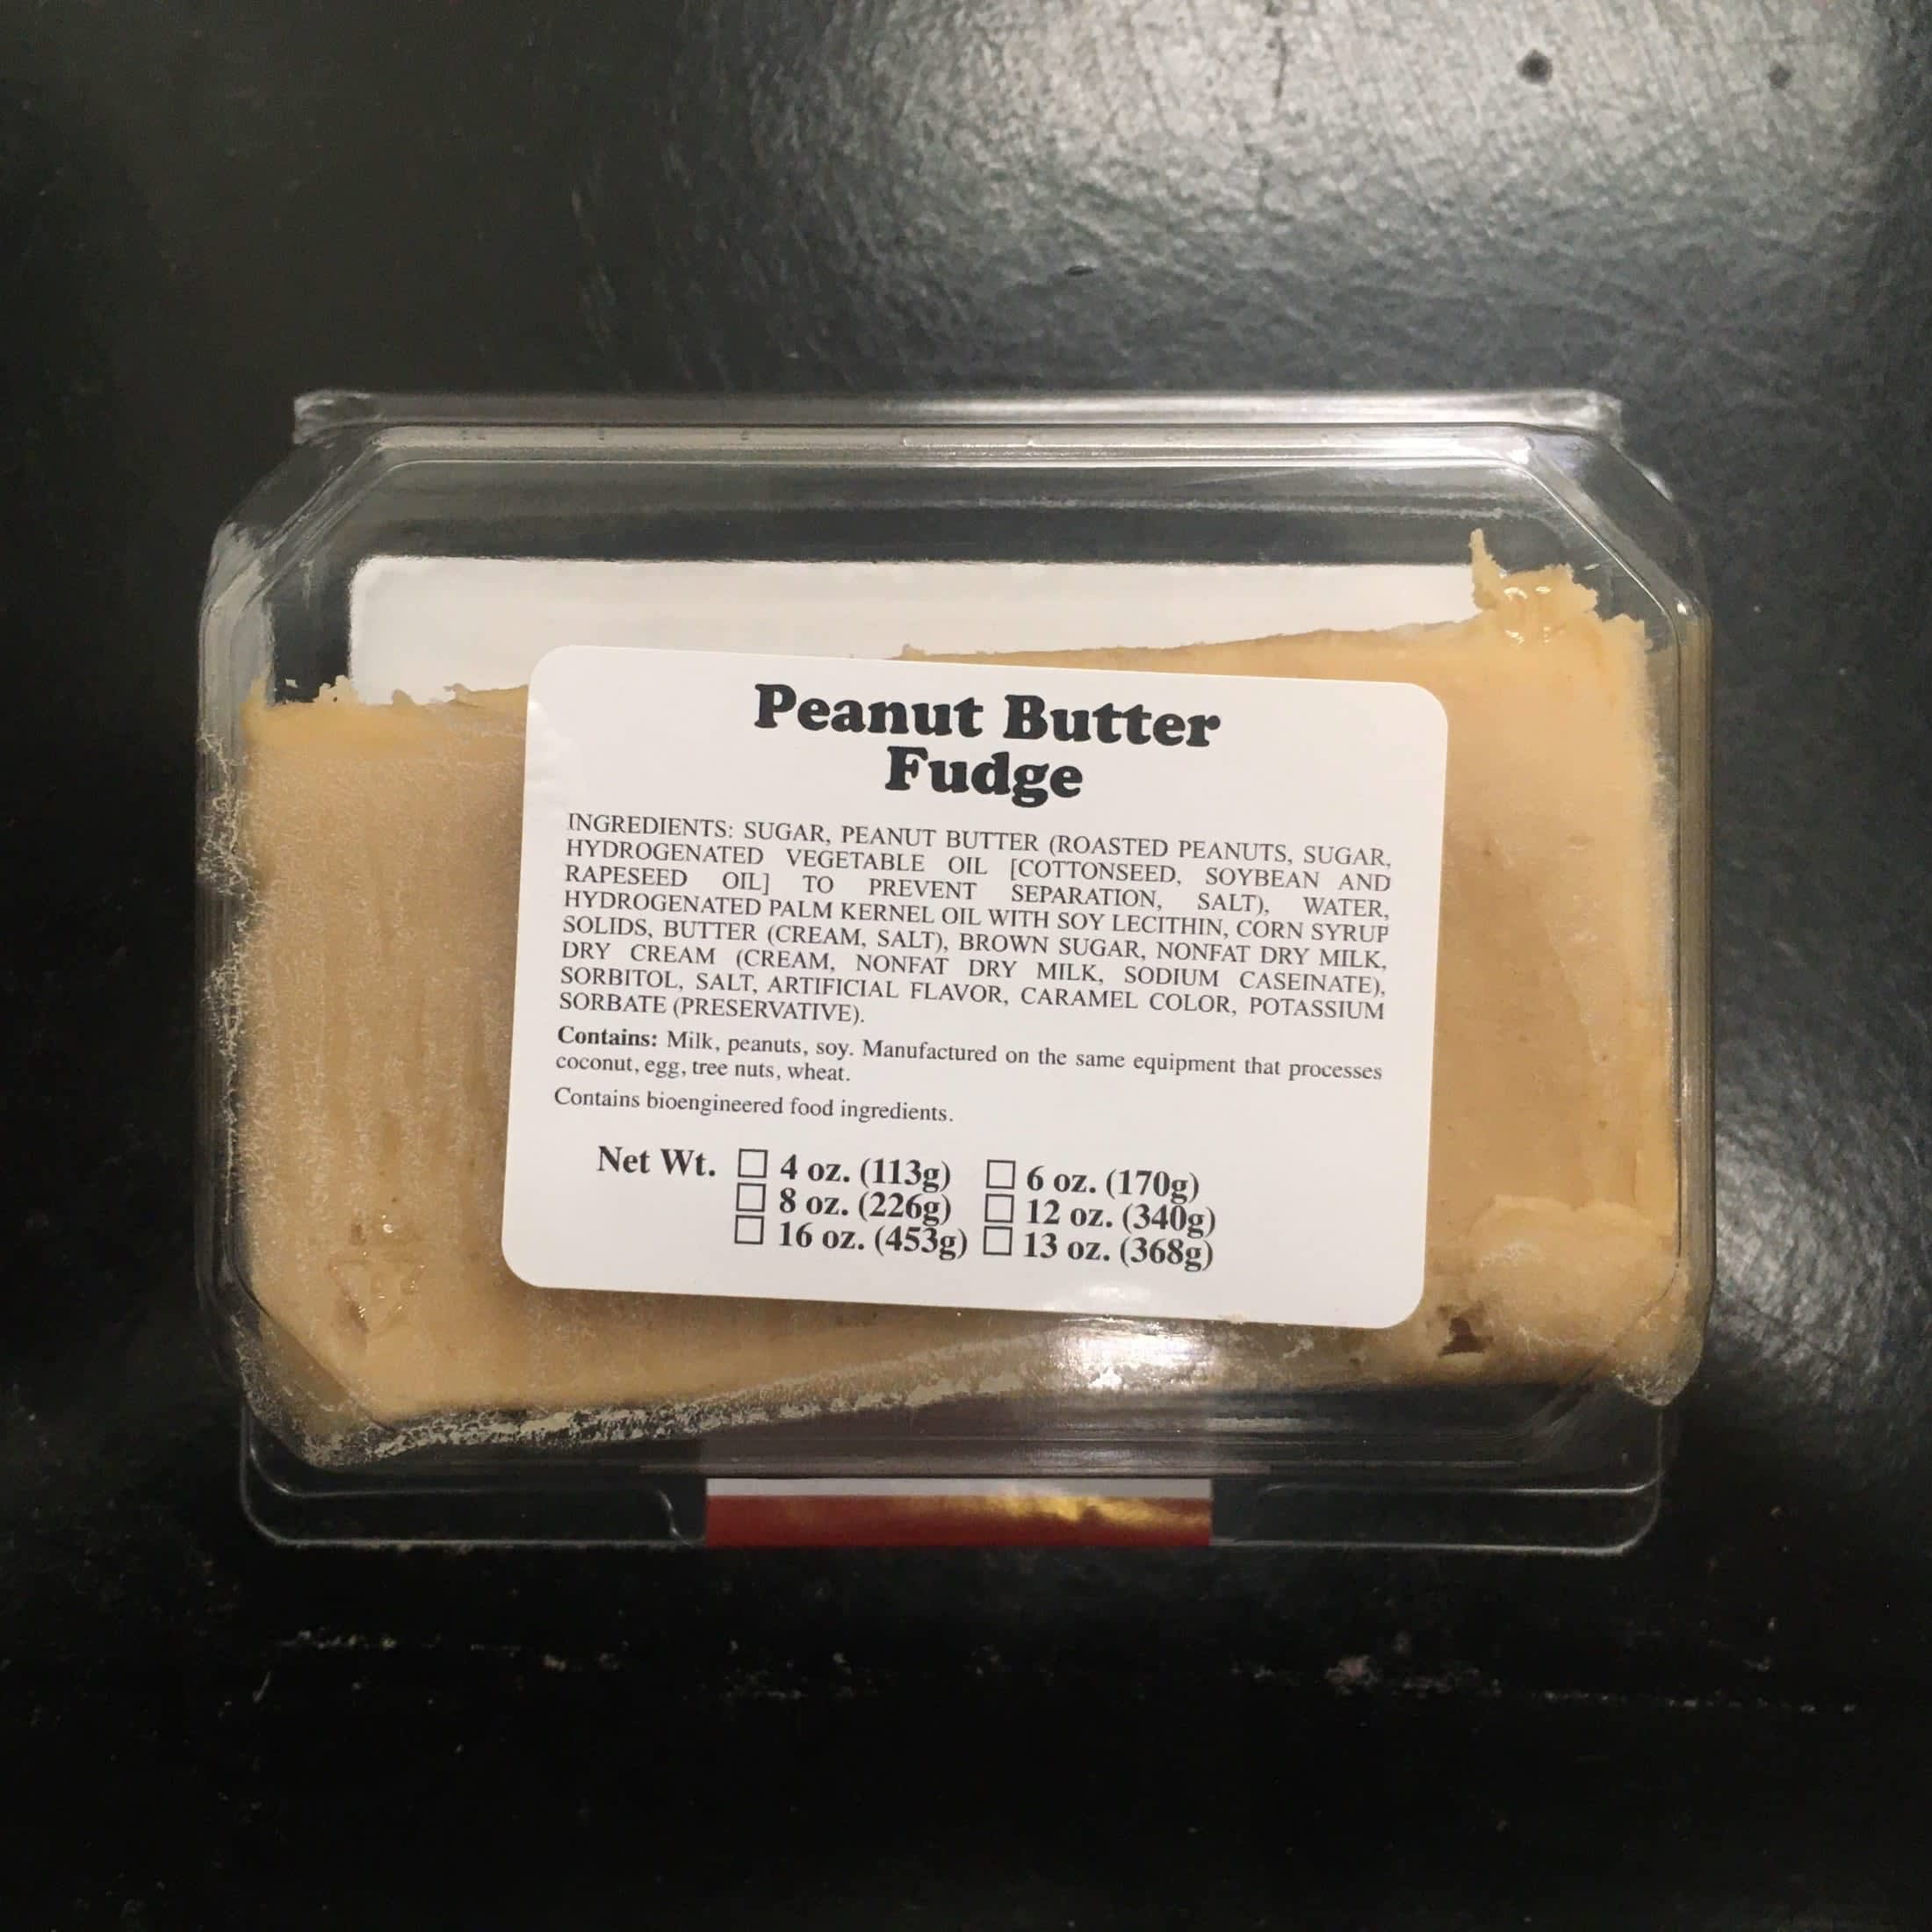 Peanut Butter
Fudge
INGREDIENTS: SUGAR, PEANUT BUTTER (ROASTED PEANUTS, SUGAR,
HYDROGENATED VEGETABLE OIL [COTTONSEED, SOYBEAN AND
RAPESEED OIL] TO PREVENT SEPARATION, SALT), WATER,
HYDROGENATED PALM KERNEL OIL WITH SOY LECITHIN, CORN SYRUP
SOLIDS, BUTTER (CREAM, SALT), BROWN SUGAR, NONFAT DRY MILK,
DRY CREAM (CREAM, NONFAT DRY MILK, SODIUM CASEINATE),
SORBITOL, SALT, ARTIFICIAL FLAVOR, CARAMEL COLOR, POTASSIUM
SORBATE (PRESERVATIVE).
Contains: Milk, peanuts, soy. Manufactured on the same equipment that processes
coconut, egg, tree nuts, wheat.
Contains bioengineered food ingredients.
Net Wt. ☐ 4 oz. (113g) ☐ 6 oz. (170g)
☐ 8 oz. (226g) ☐ 12 oz. (340g)
☐ 16 oz. (453g) ☐ 13 oz. (368g)